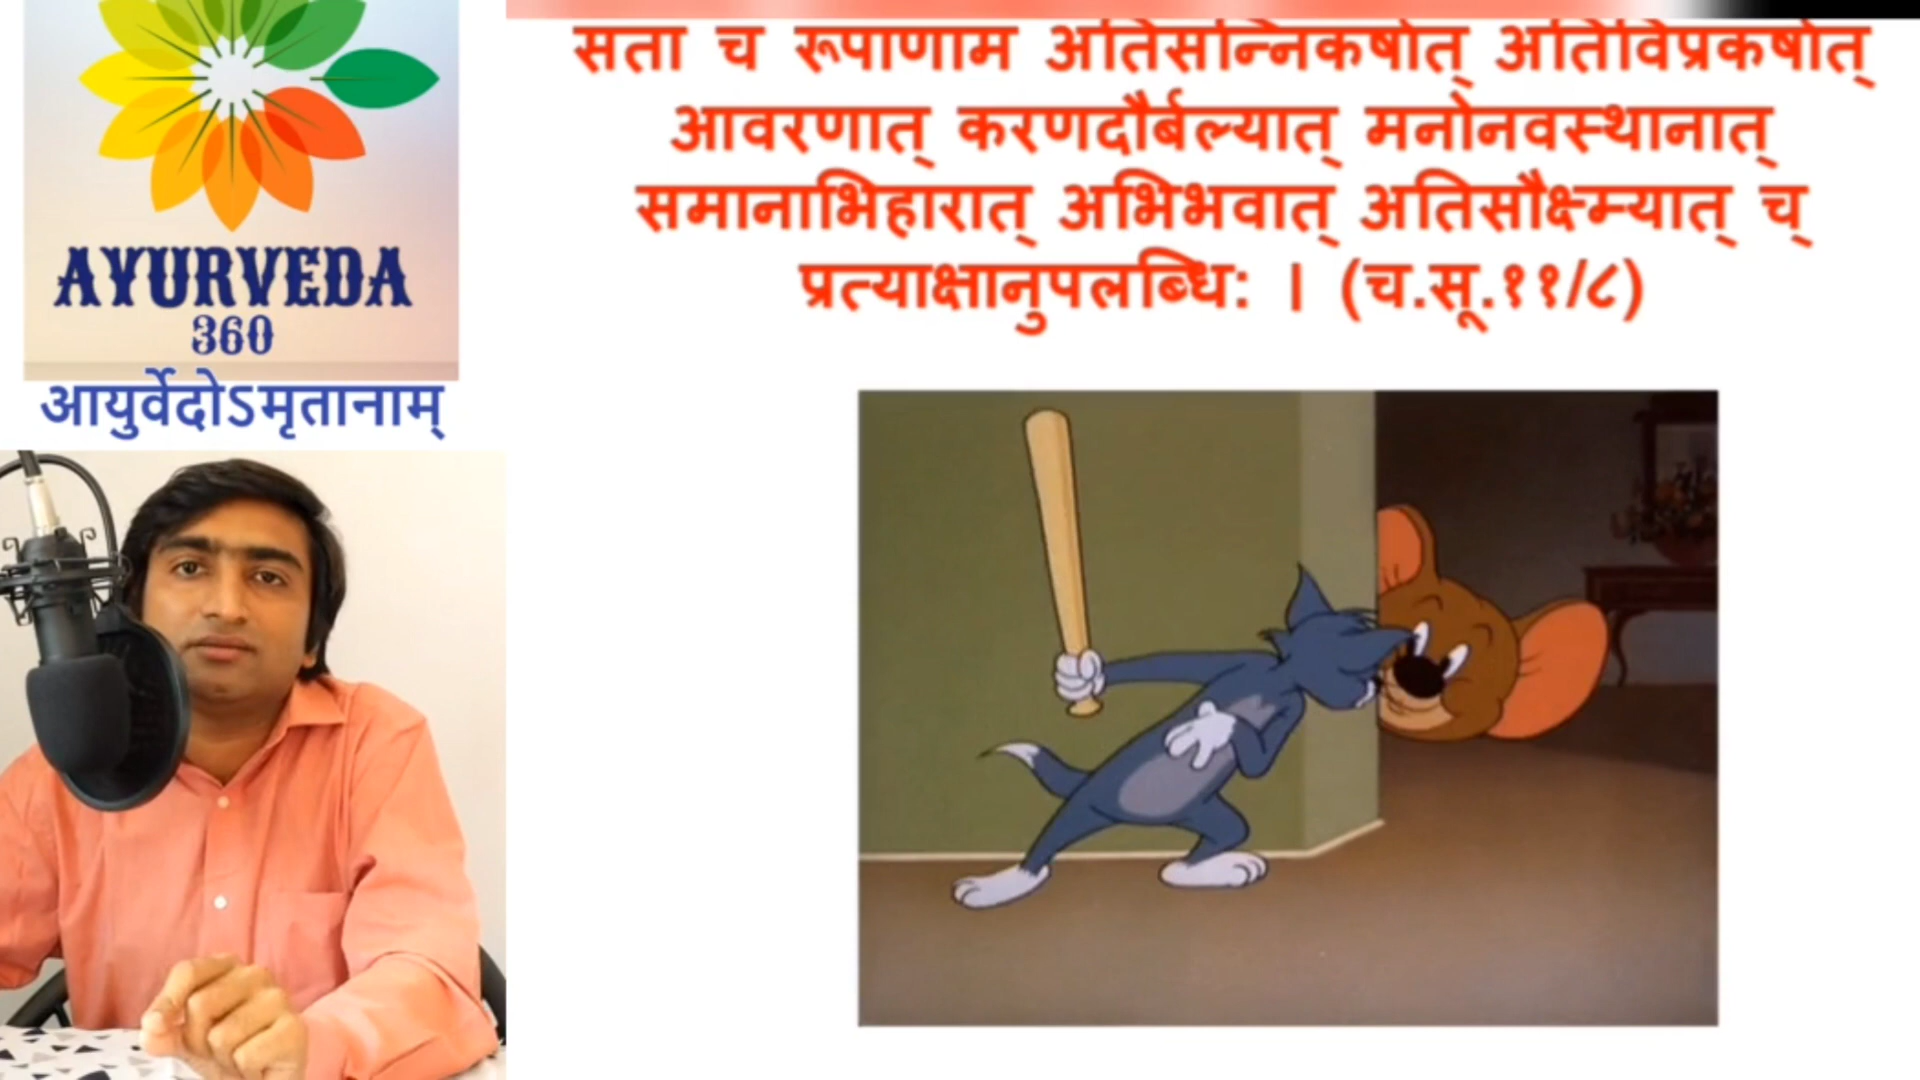 AYURVEDA
360
आयुर्वेदोऽमृतानाम्
सता च रूपाणाम अतिसन्निकर्षात् अतिविप्रकर्षात्
आवरणात् करणदौर्बल्यात् मनोनवस्थानात्
समानाभिहारात् अभिभवात् अतिसौक्ष्म्यात् च्
प्रत्याक्षानुपलब्धि: । (च.सू.११/८)